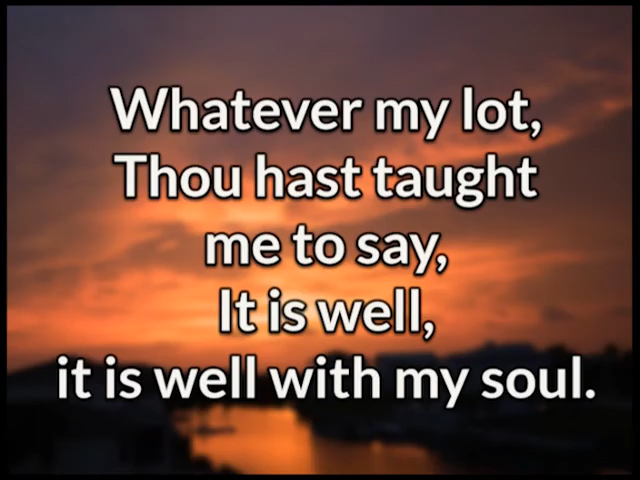 Whatever my lot,
Thou hast taught
me to say,
It is well,
it is well with my soul.